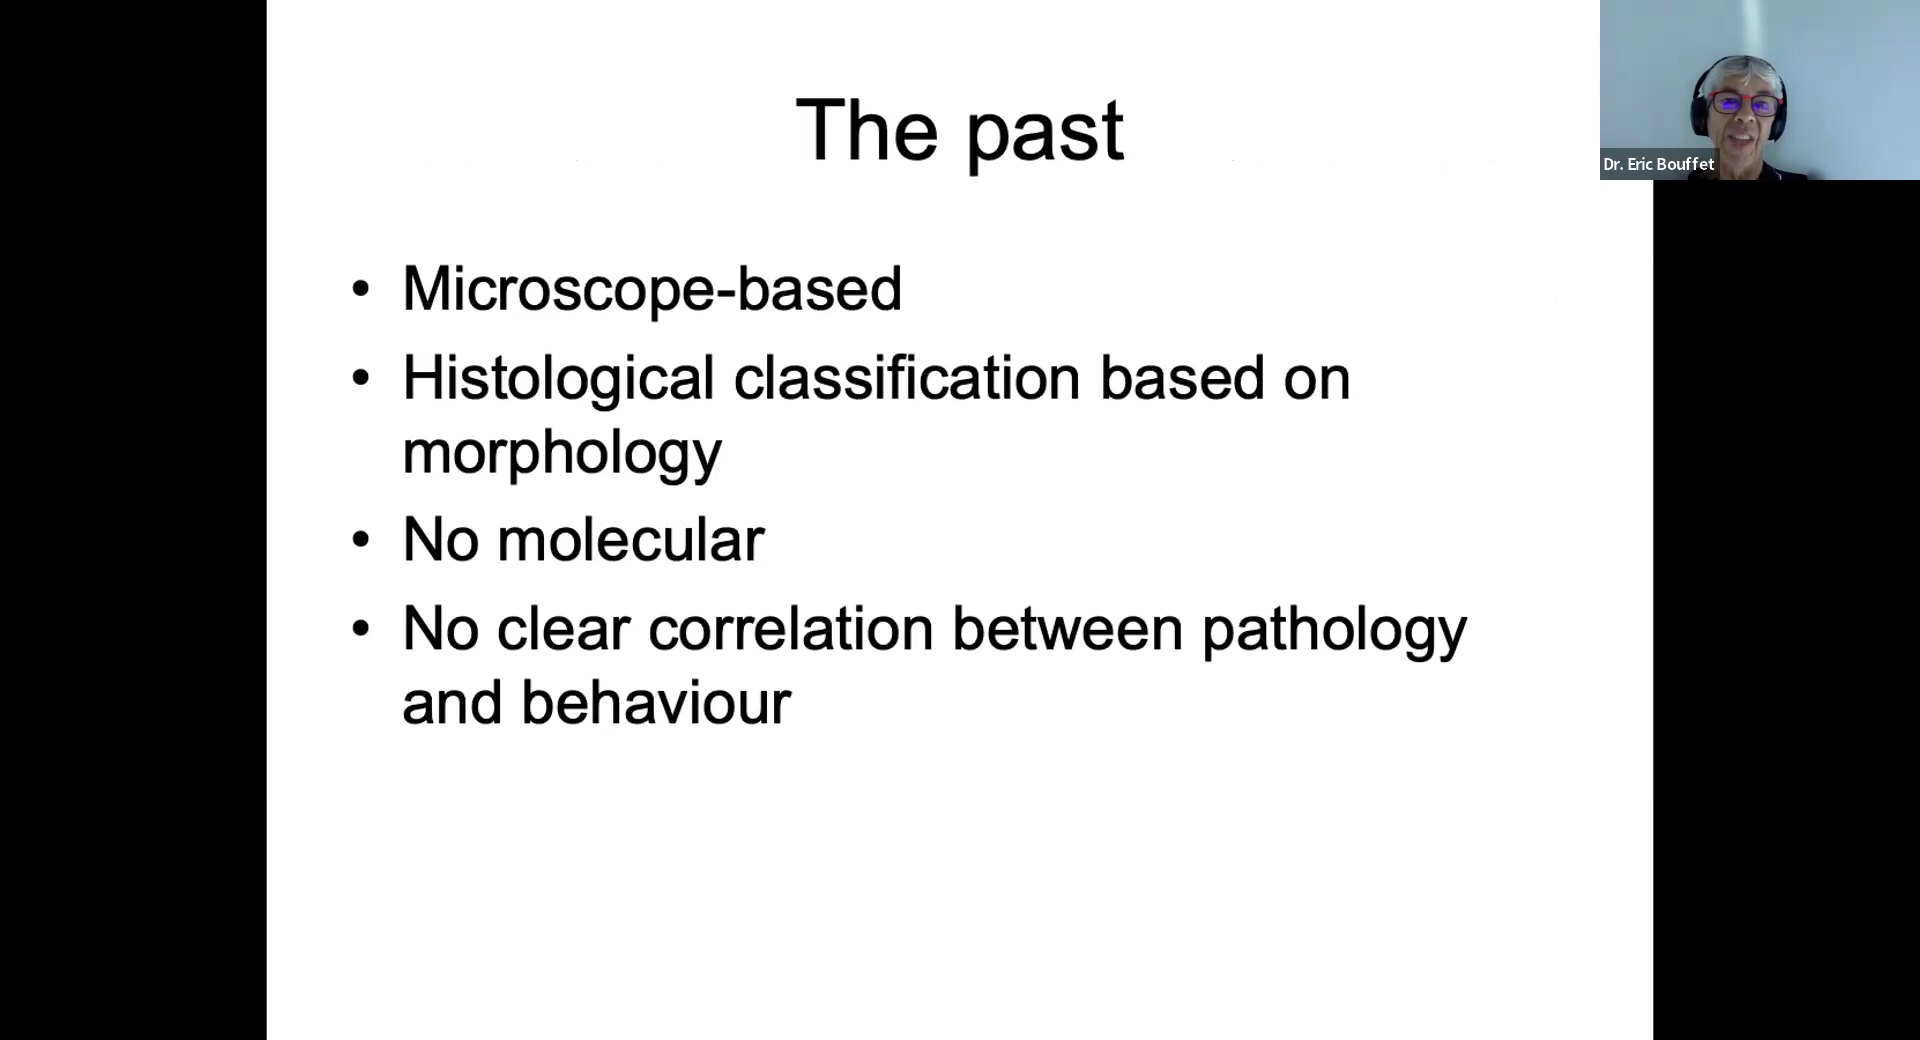 The past
Dr. Eric Bouffet
• Microscope-based
• Histological classification based on
morphology
• No molecular
• No clear correlation between pathology
and behaviour